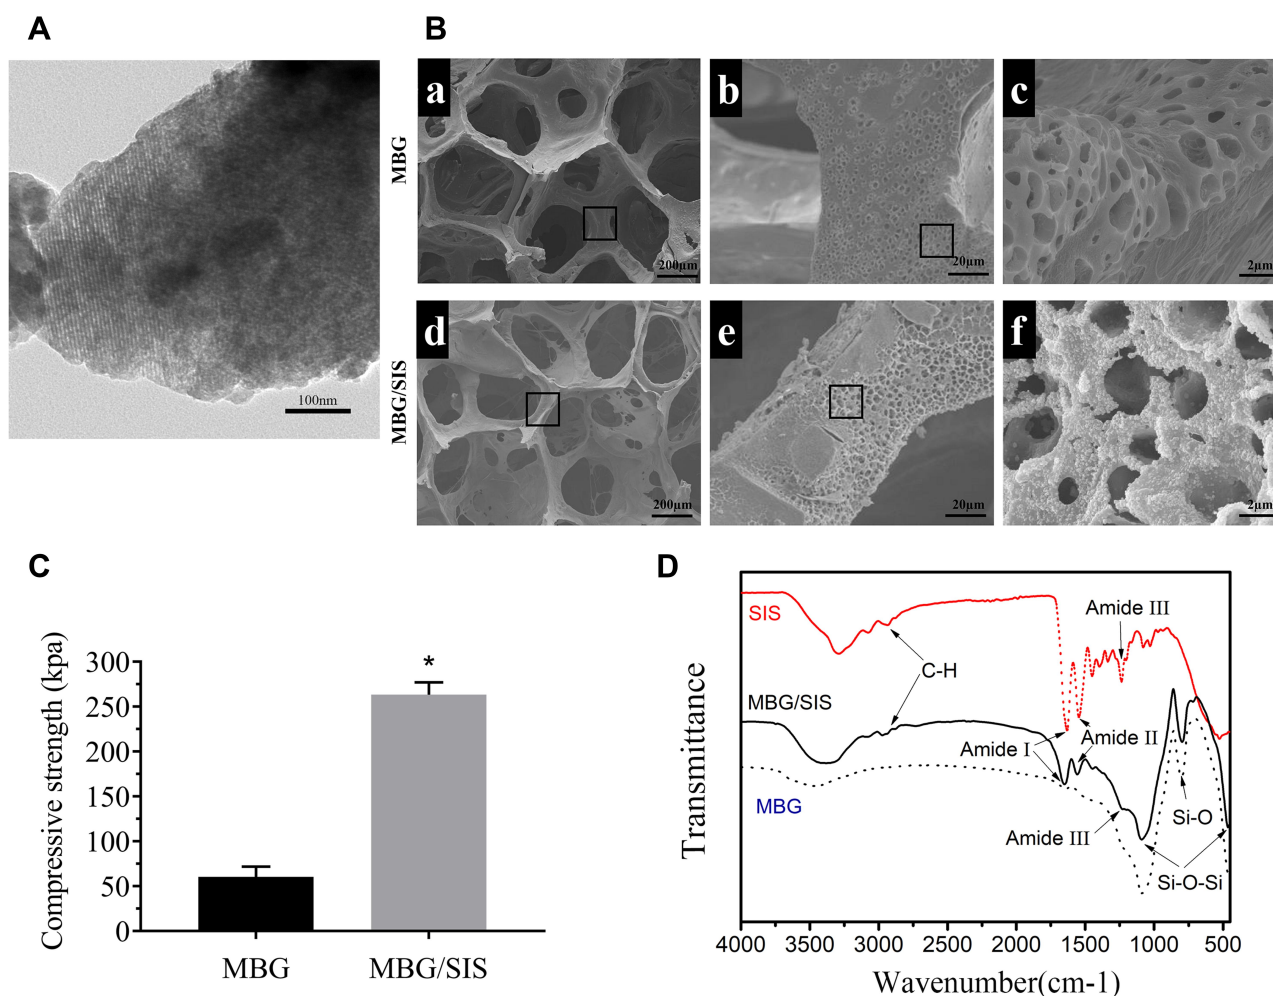 A
B
100nm
MBG
a
200μm
b
20μm
c
2μm
MBG/SIS
d
200μm
e
20μm
f
2μm
C
Compressive strength (kpa)
300
250
200
150
100
50
0
*
MBG
MBG/SIS
D
Transmittance
SIS
Amide III
C-H
MBG/SIS
Amide I
Amide II
MBG
Si-O
Amide III
Si-O-Si
4000 3500 3000 2500 2000 1500 1000 500
Wavenumber(cm-1)